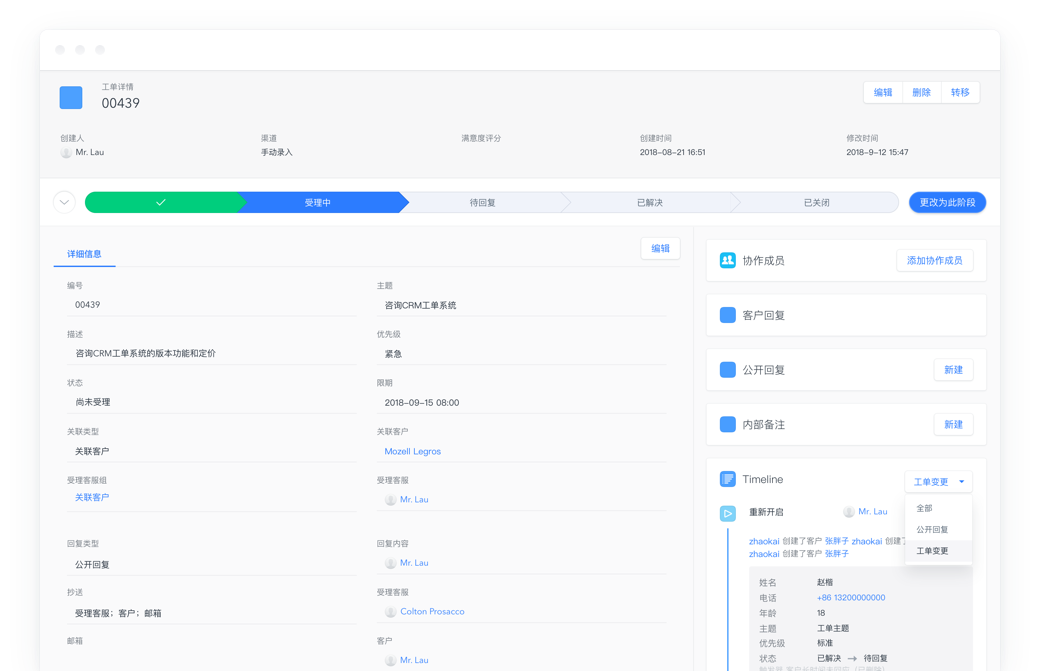 工单详情
00439
编辑 删除 转移
创建人 渠道 满意度评分 创建时间 修改时间
Mr. Lau 手动录入 2018-08-21 16:51 2018-9-12 15:47
受理中 待回复 已解决 已关闭 更改为此阶段
详细信息 编辑
编号 主题
00439 咨询CRM工单系统
描述 优先级
咨询CRM工单系统的版本功能和定价 紧急
状态 限期
尚未受理 2018-09-15 08:00
关联类型 关联客户
关联客户 Mozell Legros
受理客服组 受理客服
关联客户 Mr. Lau
回复类型 回复内容
公开回复 Mr. Lau
抄送 受理客服
受理客服；客户；邮箱 Colton Prosacco
邮箱 客户
Mr. Lau
协作成员 添加协作成员
客户回复
公开回复 新建
内部备注 新建
Timeline 工单变更
重新开启 Mr. Lau
全部
公开回复
工单变更
zhaokai 创建了客户 张胖子 zhaokai 创建了
zhaokai 创建了客户 张胖子
姓名 赵楷
电话 +86 13200000000
年龄 18
主题 工单主题
优先级 标准
状态 已解决 → 待回复